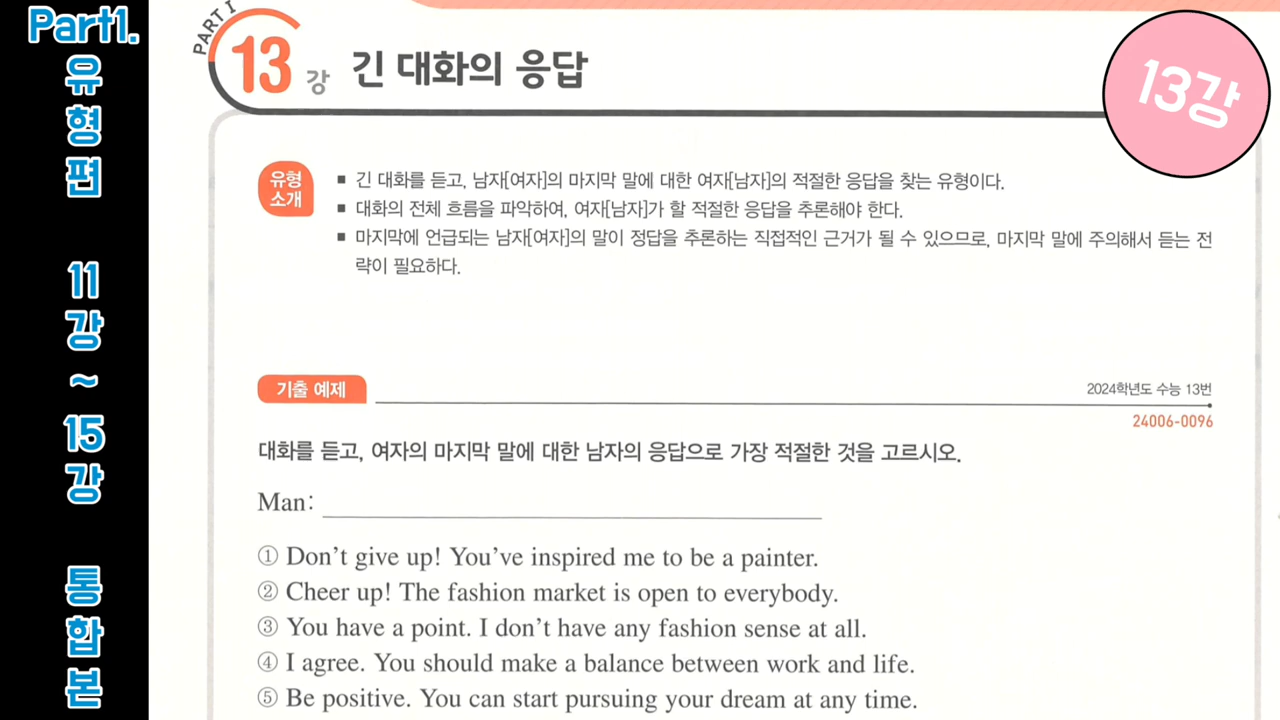 Part1.
유
형
편
11
강
~
15
강
통
합
본
PART I
13강 긴 대화의 응답
13강
유형
소개
■ 긴 대화를 듣고, 남자[여자]의 마지막 말에 대한 여자[남자]의 적절한 응답을 찾는 유형이다.
■ 대화의 전체 흐름을 파악하여, 여자[남자]가 할 적절한 응답을 추론해야 한다.
■ 마지막에 언급되는 남자[여자]의 말이 정답을 추론하는 직접적인 근거가 될 수 있으므로, 마지막 말에 주의해서 듣는 전
략이 필요하다.
기출 예제
2024학년도 수능 13번
24006-0096
대화를 듣고, 여자의 마지막 말에 대한 남자의 응답으로 가장 적절한 것을 고르시오.
Man:
① Don't give up! You've inspired me to be a painter.
② Cheer up! The fashion market is open to everybody.
③ You have a point. I don't have any fashion sense at all.
④ I agree. You should make a balance between work and life.
⑤ Be positive. You can start pursuing your dream at any time.